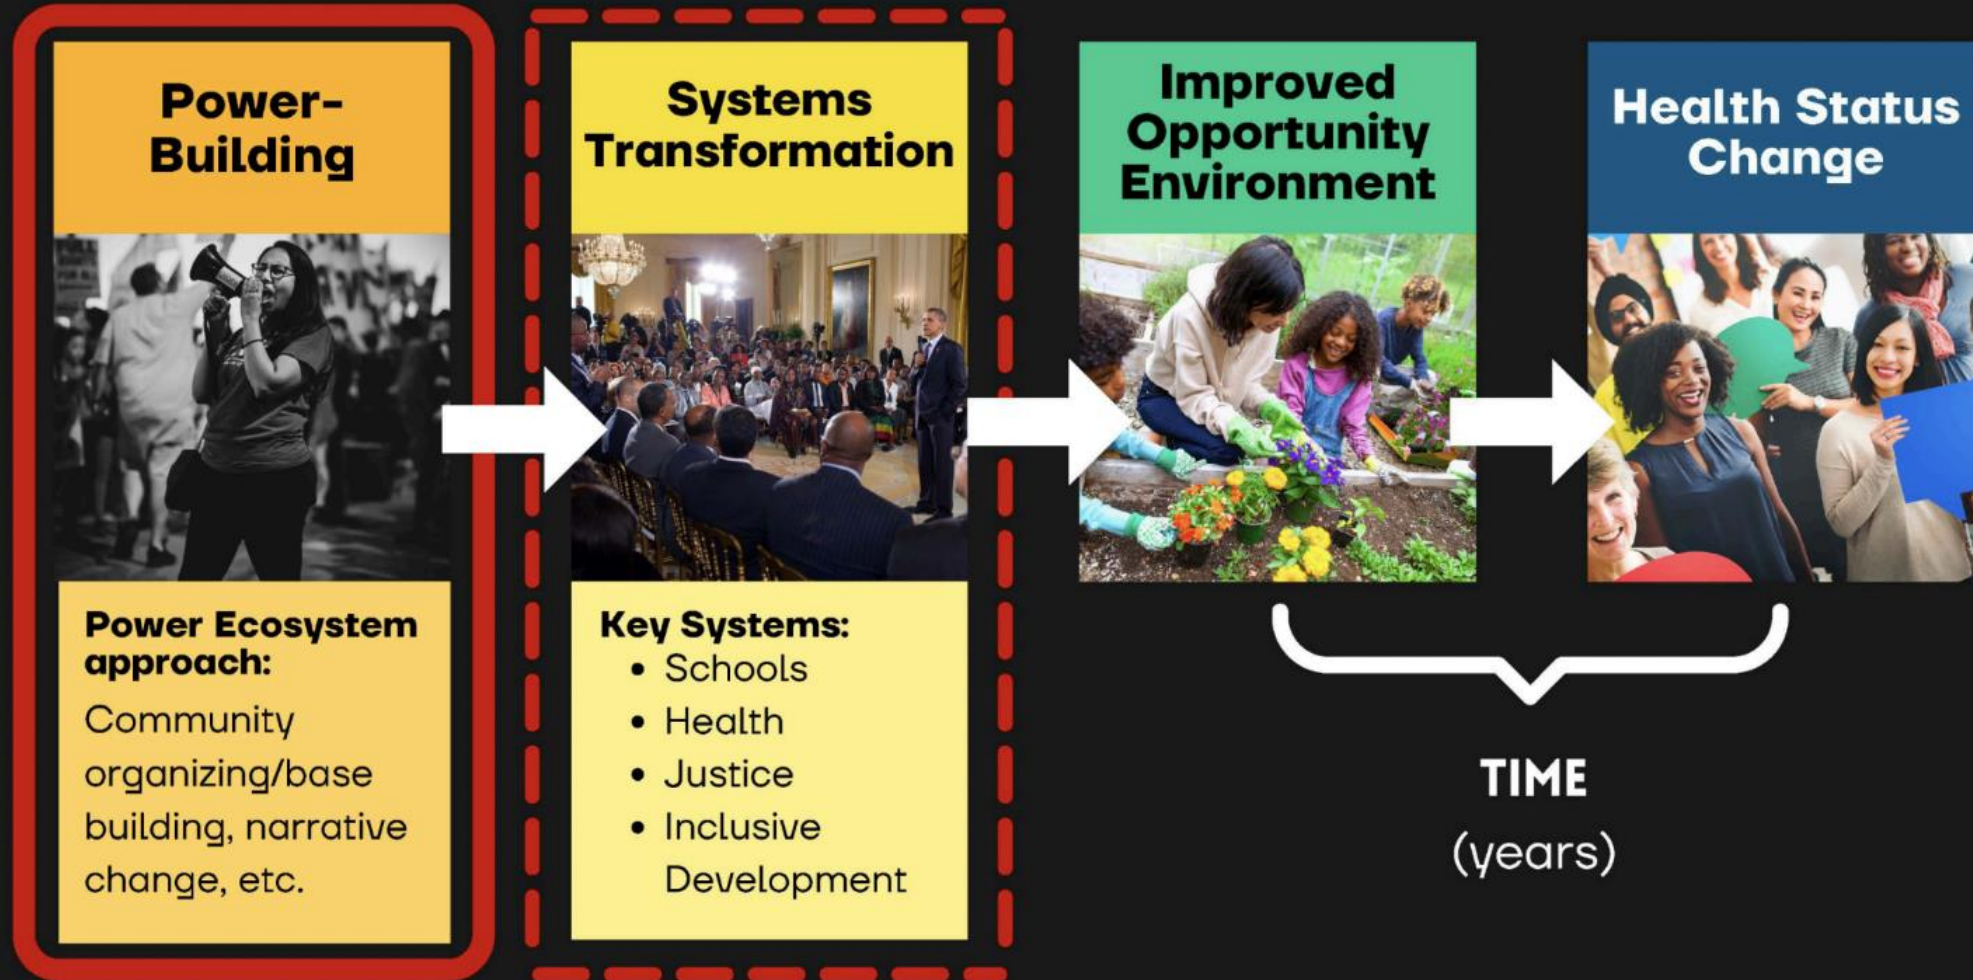 Power-
Building
Power Ecosystem
approach:
Community
organizing/base
building, narrative
change, etc.
Systems
Transformation
Key Systems:
• Schools
• Health
• Justice
• Inclusive
Development
Improved
Opportunity
Environment
Health Status
Change
TIME
(years)